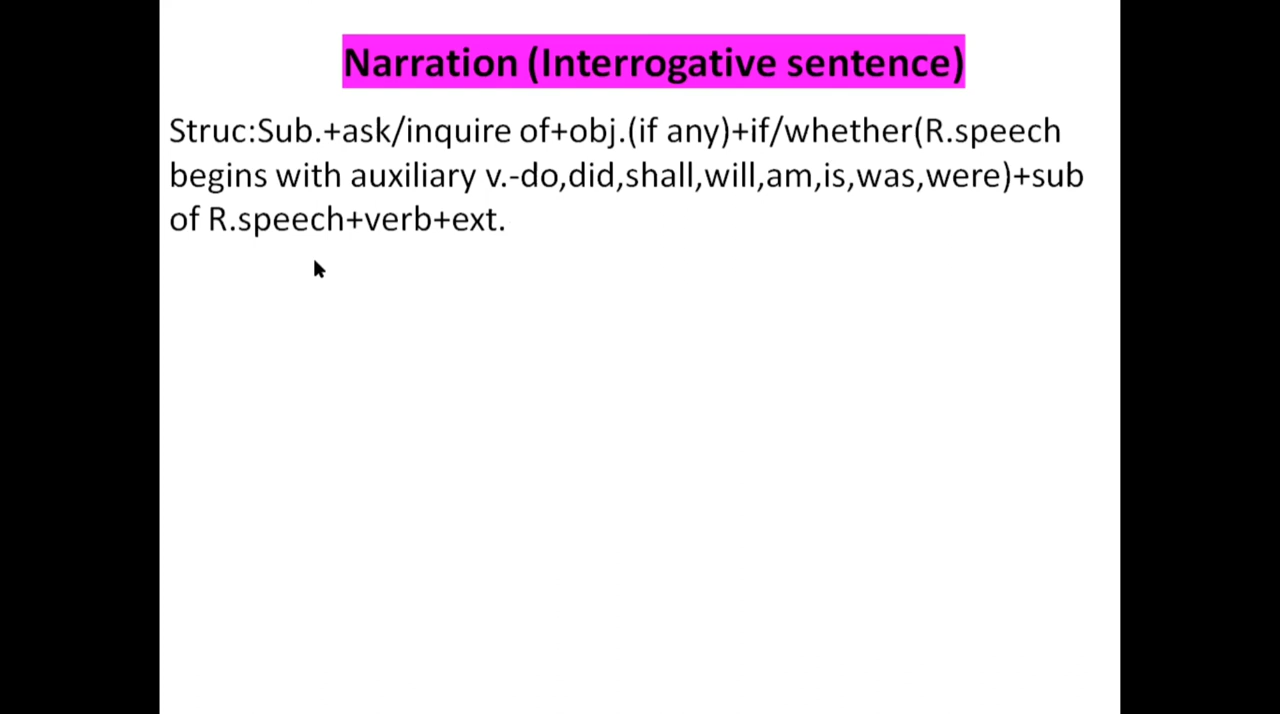 Narration (Interrogative sentence)
Struc:Sub.+ask/inquire of+obj.(if any)+if/whether(R.speech
begins with auxiliary v.-do,did,shall,will,am,is,was,were)+sub
of R.speech+verb+ext.